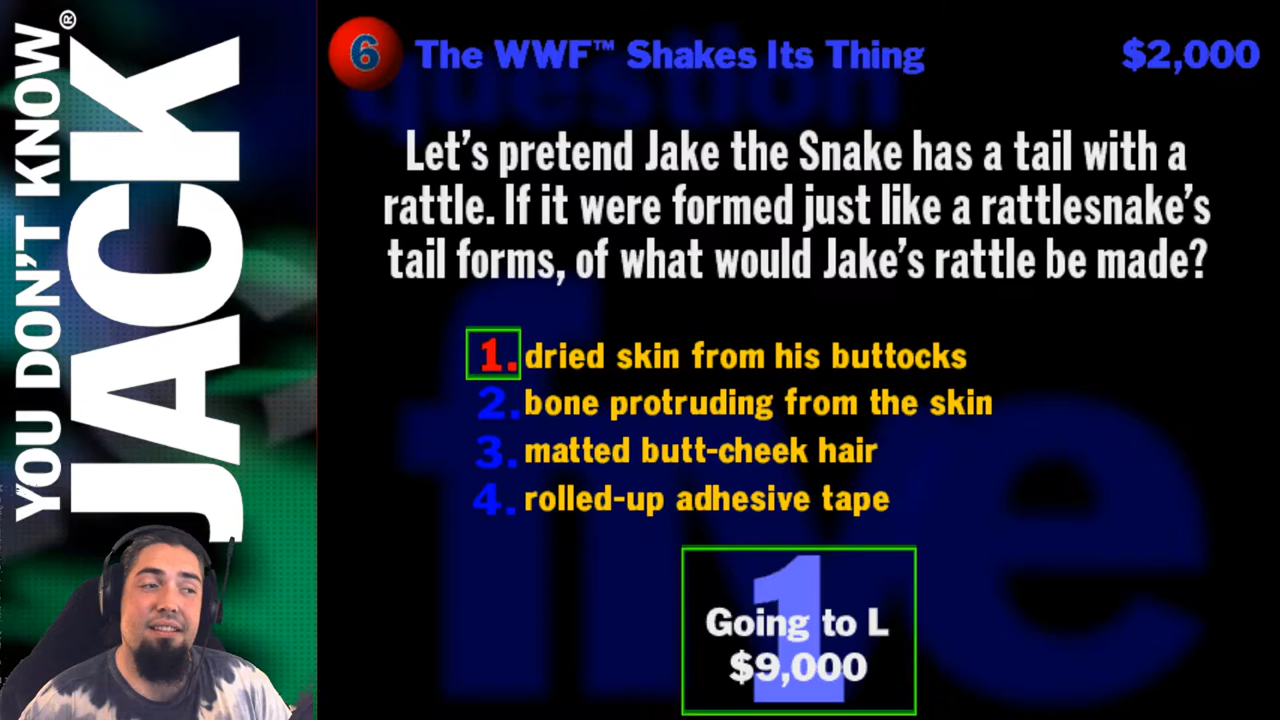 YOU DON'T KNOW
JACK®
6 The WWF™ Shakes Its Thing $2,000
question
Let's pretend Jake the Snake has a tail with a
rattle. If it were formed just like a rattlesnake's
tail forms, of what would Jake's rattle be made?
five
1. dried skin from his buttocks
2. bone protruding from the skin
3. matted butt-cheek hair
4. rolled-up adhesive tape
1
Going to L
$9,000